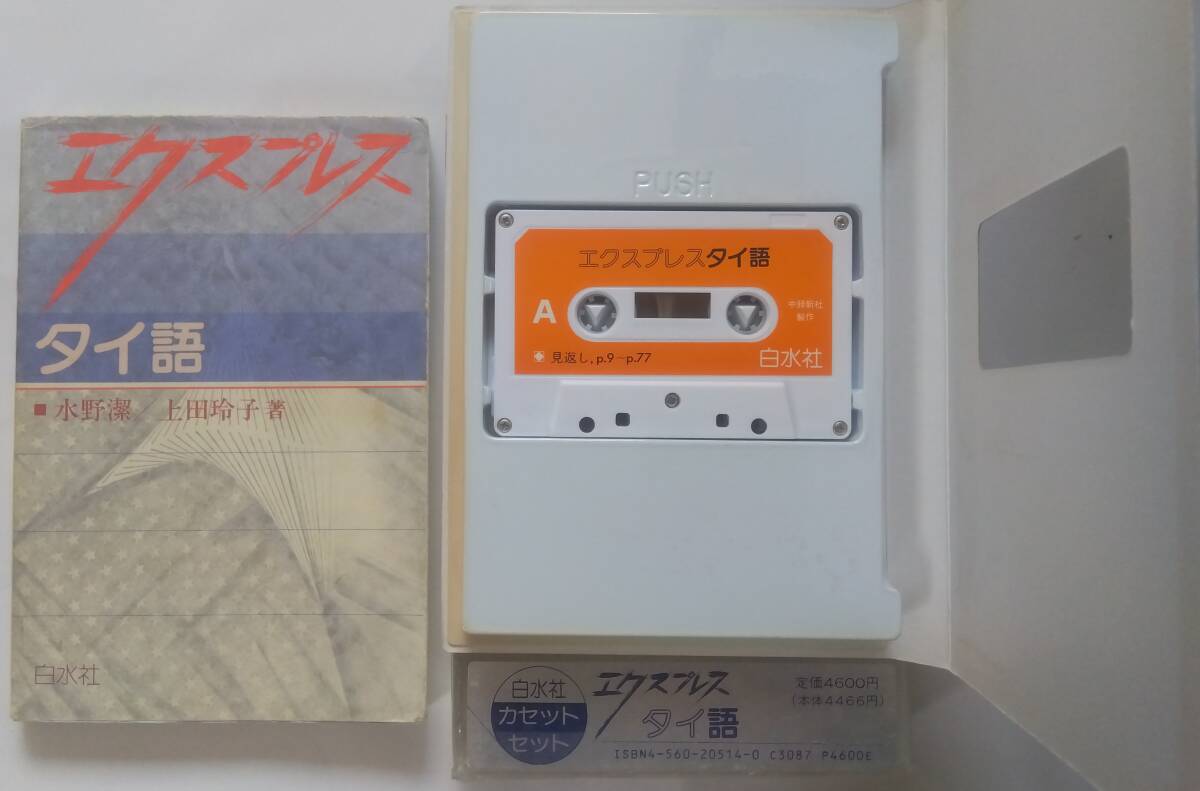 エクスプレス
タイ語
■水野潔／上田玲子著
白水社
PUSH
エクスプレスタイ語
A
中録新社
製作
見返し,p.9~p.77
白水社
白水社
カセット
セット
エクスプレス
タイ語
定価4600円
(本体4466円)
ISBN4-560-20514-0 C3087 P4600E